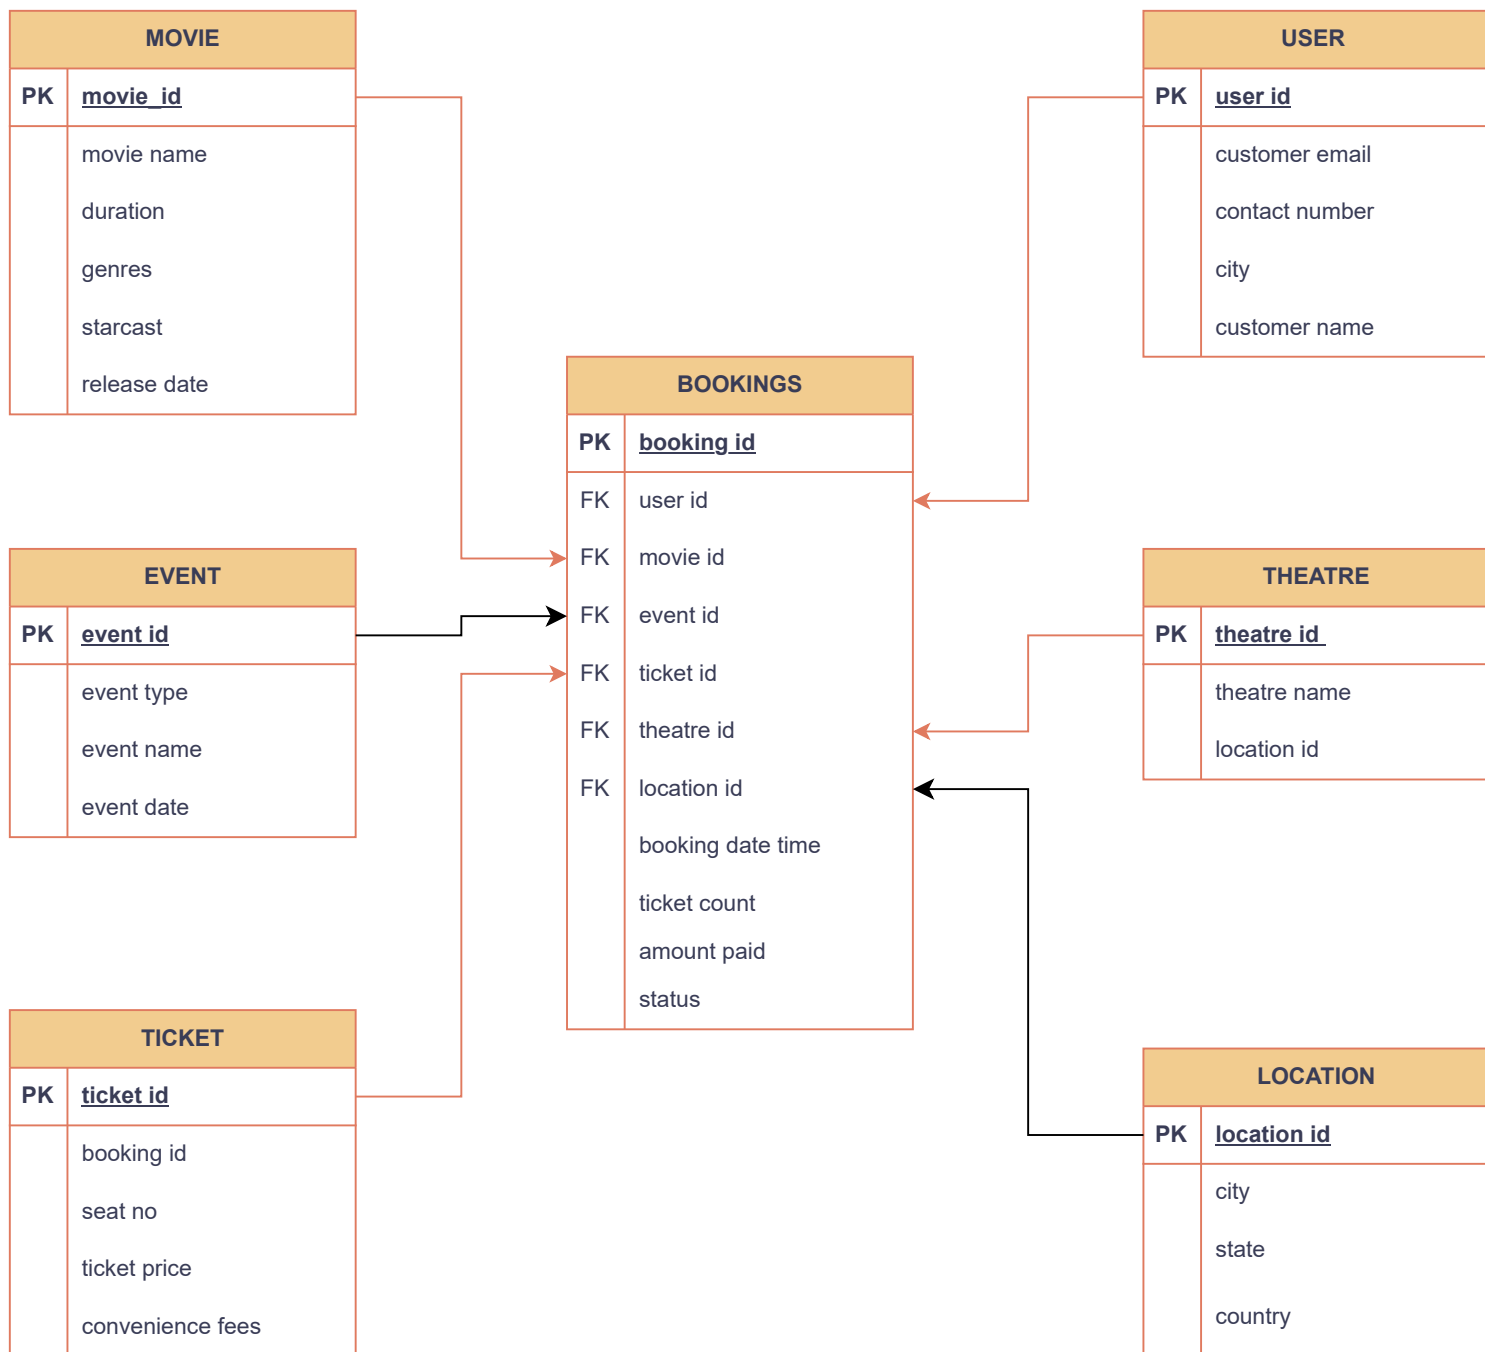 MOVIE
PK movie_id
movie name
duration
genres
starcast
release date
USER
PK user id
customer email
contact number
city
customer name
BOOKINGS
PK booking id
FK user id
FK movie id
FK event id
FK ticket id
FK theatre id
FK location id
booking date time
ticket count
amount paid
status
EVENT
PK event id
event type
event name
event date
THEATRE
PK theatre id
theatre name
location id
TICKET
PK ticket id
booking id
seat no
ticket price
convenience fees
LOCATION
PK location id
city
state
country